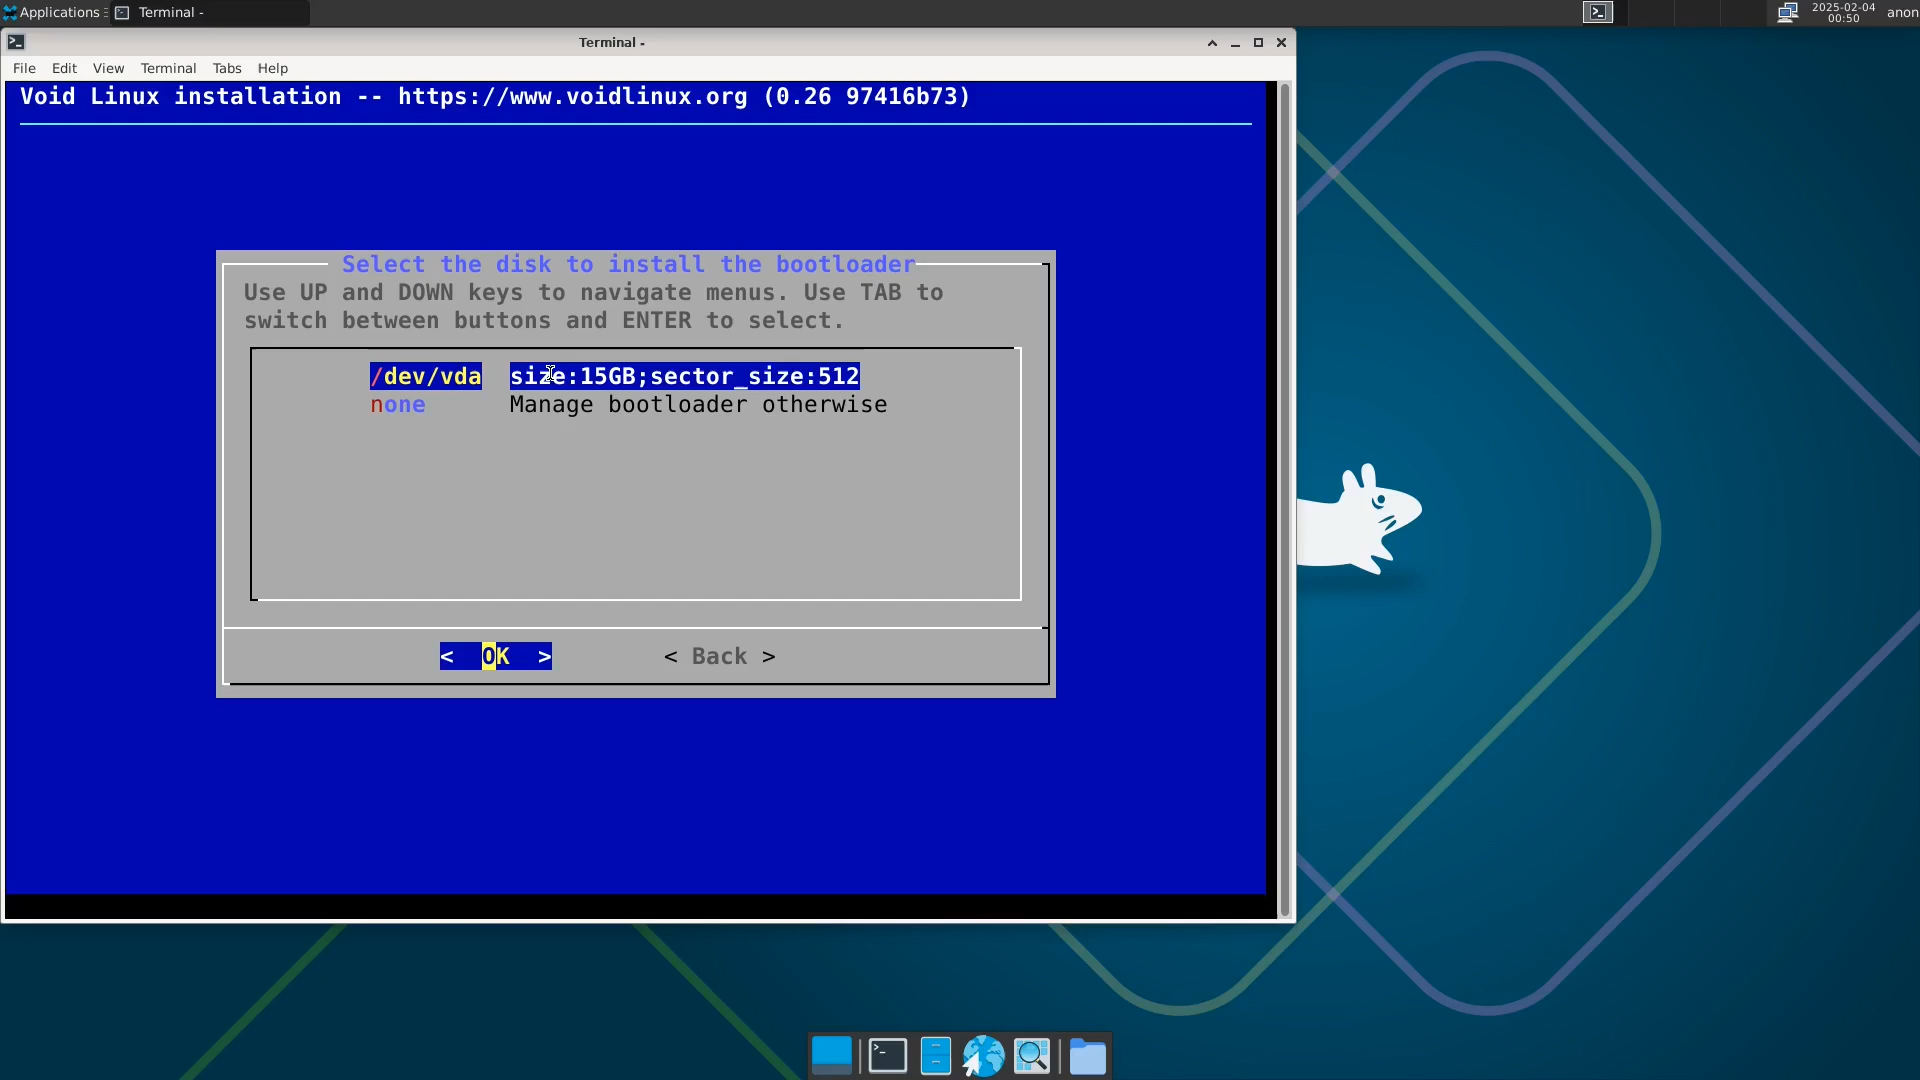 Applications
Terminal -
2025-02-04
00:50
anon
Terminal -
File Edit View Terminal Tabs Help
Void Linux installation -- https://www.voidlinux.org (0.26 97416b73)
Select the disk to install the bootloader
Use UP and DOWN keys to navigate menus. Use TAB to
switch between buttons and ENTER to select.
/dev/vda size:15GB;sector_size:512
none Manage bootloader otherwise
< OK > < Back >